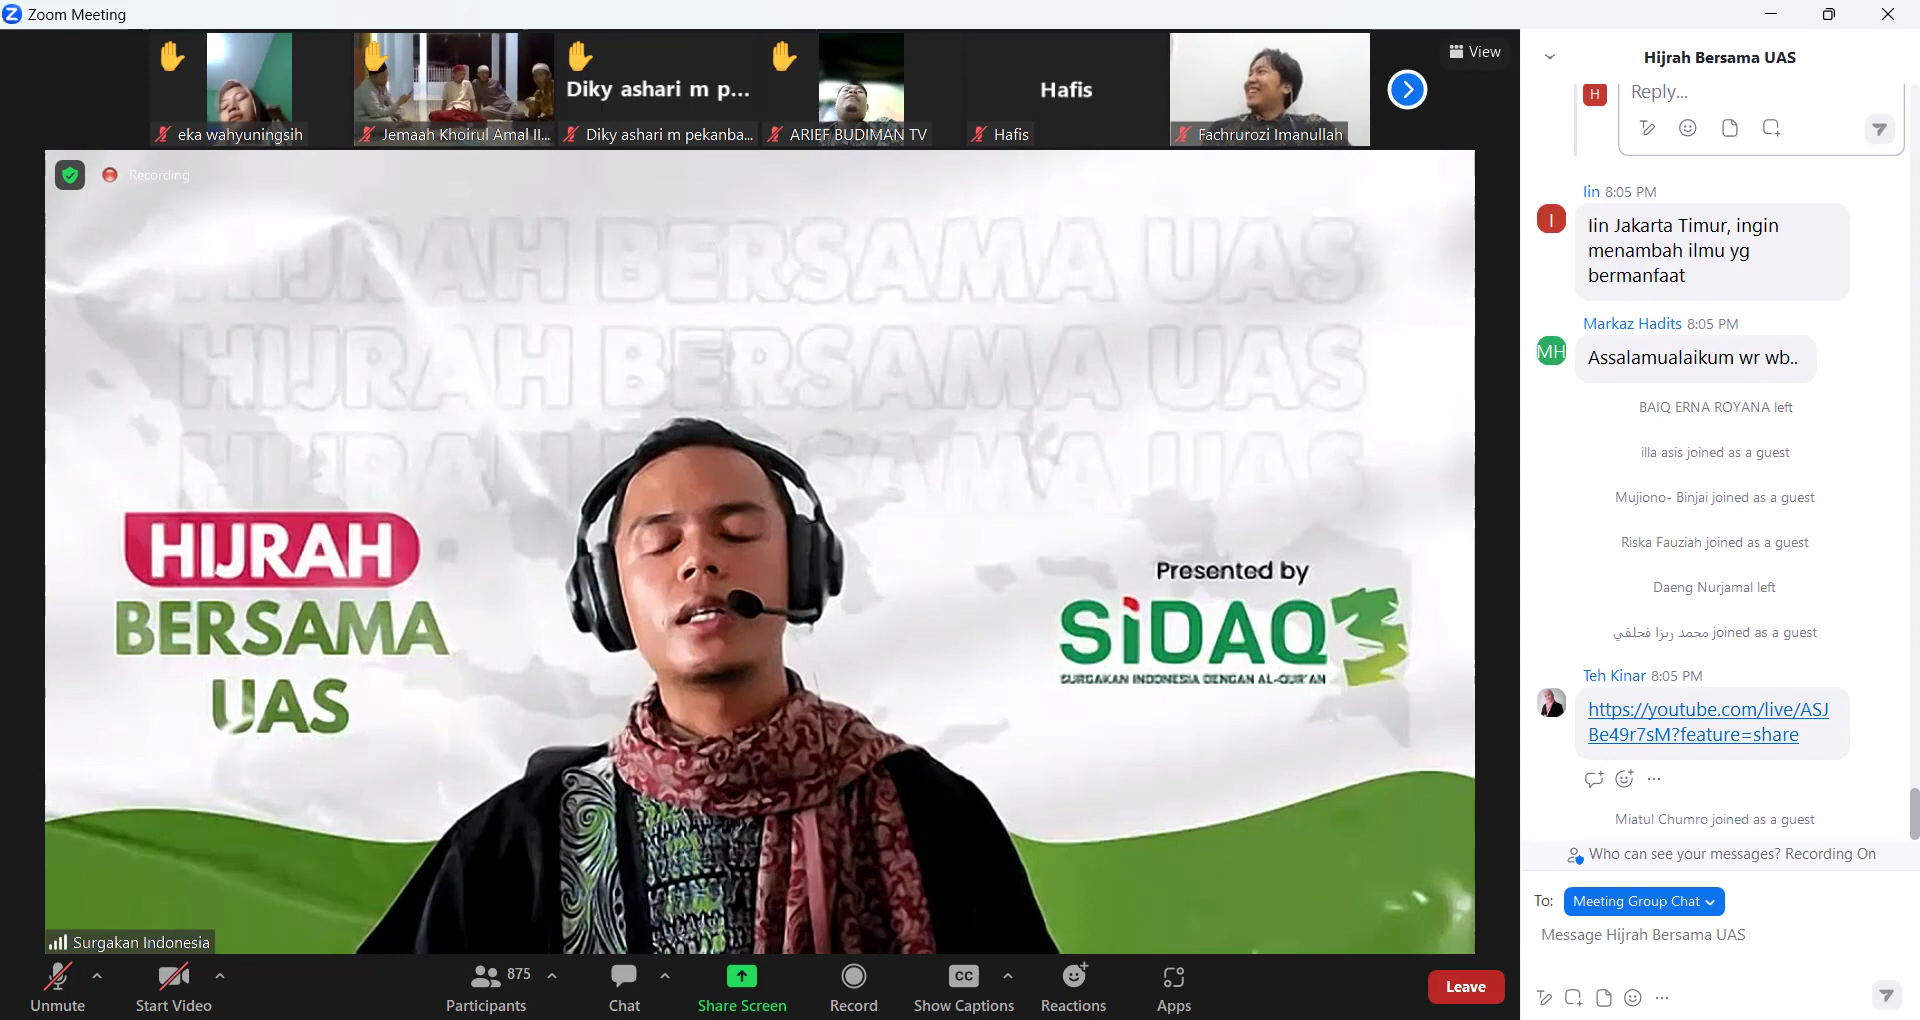 Zoom Meeting
View
Diky ashari m p...
Hafis
eka wahyuningsih
Jemaah Khoirul Amal II...
Diky ashari m pekanba...
ARIEF BUDIMAN TV
Hafis
Fachrurozi Imanullah
Recording
HIJRAH BERSAMA UAS
HIJRAH BERSAMA UAS
HIJRAH BERSAMA UAS
HIJRAH
BERSAMA
UAS
Presented by
SiDAQ
SURGAKAN INDONESIA DENGAN AL-QUR'AN
Surgakan Indonesia
Unmute
Start Video
875
Participants
Chat
Share Screen
Record
CC
Show Captions
Reactions
Apps
Leave
Hijrah Bersama UAS
H
Reply...
Iin 8:05 PM
I
Iin Jakarta Timur, ingin
menambah ilmu yg
bermanfaat
Markaz Hadits 8:05 PM
MH
Assalamualaikum wr wb..
BAIQ ERNA ROYANA left
illa asis joined as a guest
Mujiono- Binjai joined as a guest
Riska Fauziah joined as a guest
Daeng Nurjamal left
joined as a guest
Teh Kinar 8:05 PM
https://youtube.com/live/ASJ
Be49r7sM?feature=share
Miatul Chumro joined as a guest
Who can see your messages? Recording On
To: Meeting Group Chat
Message Hijrah Bersama UAS